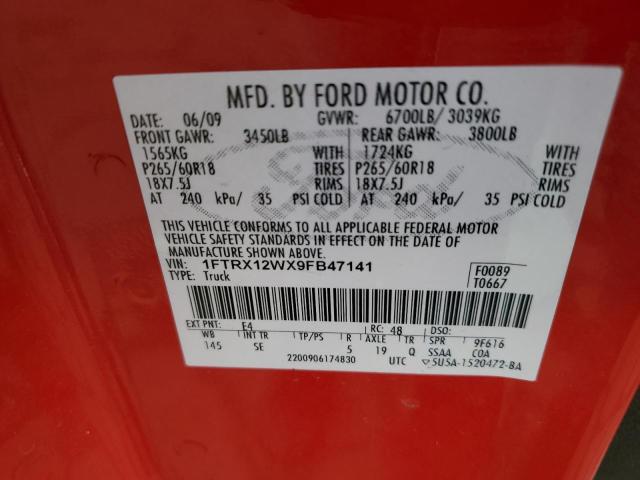 MFD. BY FORD MOTOR CO.
DATE: 06/09 GVWR: 6700LB/ 3039KG
FRONT GAWR: 3450LB REAR GAWR: 3800LB
1565KG WITH 1724KG WITH
P265/60R18 TIRES P265/60R18 TIRES
18X7.5J RIMS 18X7.5J RIMS
AT 240 kPa/ 35 PSI COLD AT 240 kPa/ 35 PSI COLD
THIS VEHICLE CONFORMS TO ALL APPLICABLE FEDERAL MOTOR
VEHICLE SAFETY STANDARDS IN EFFECT ON THE DATE OF
MANUFACTURE SHOWN ABOVE.
VIN: 1FTRX12WX9FB47141 F0089
TYPE: Truck T0667
EXT PNT: E4 RC: 48 DSO:
WB INT TR TP/PS R AXLE TR SPR 9F616
145 SE 5 19 Q SSAA COA
2200906174830 UTC ▽5U5A-1520472-BA